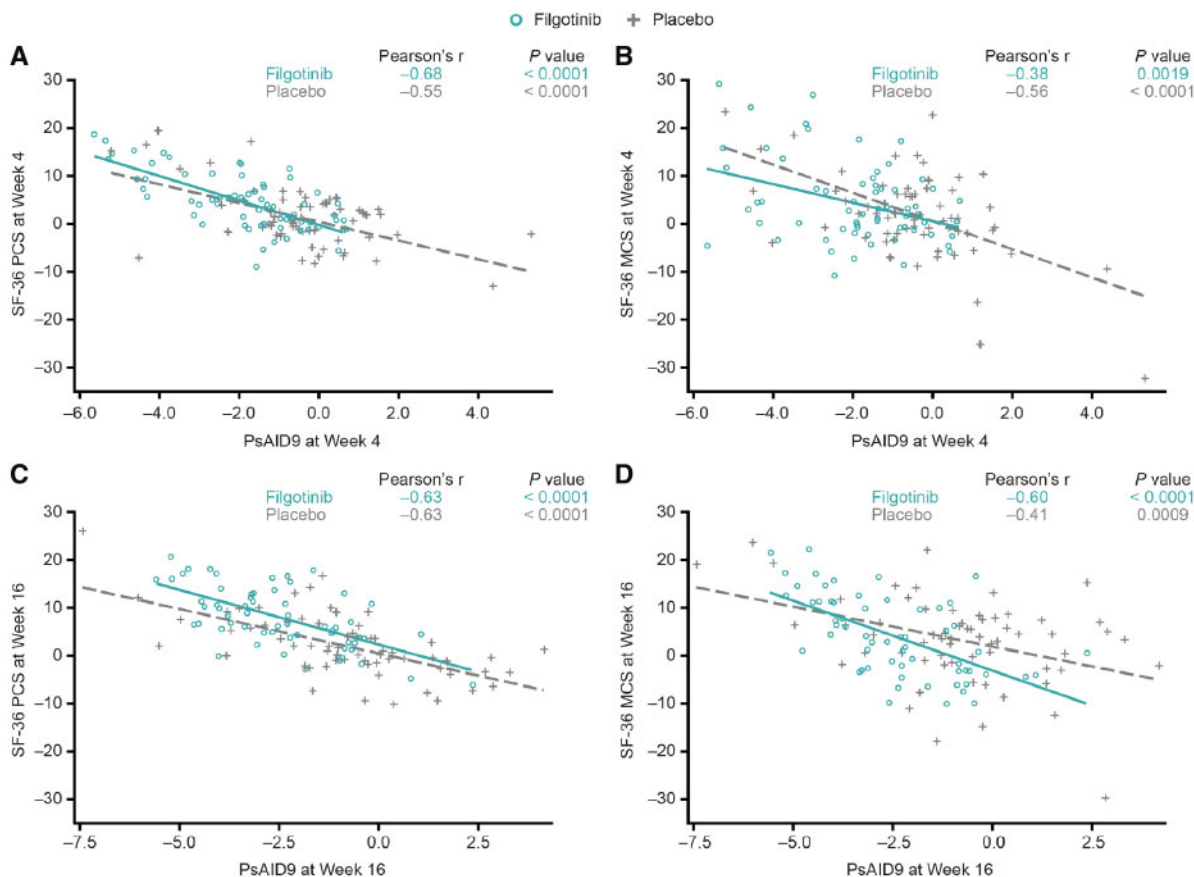 Filgotinib Placebo
A
Pearson's r P value
Filgotinib –0.68 < 0.0001
Placebo –0.55 < 0.0001
30
20
10
0
–10
–20
–30
SF-36 PCS at Week 4
–6.0 –4.0 –2.0 0.0 2.0 4.0
PsAID9 at Week 4
B
Pearson's r P value
Filgotinib –0.38 0.0019
Placebo –0.56 < 0.0001
30
20
10
0
–10
–20
–30
SF-36 MCS at Week 4
–6.0 –4.0 –2.0 0.0 2.0 4.0
PsAID9 at Week 4
C
Pearson's r P value
Filgotinib –0.63 < 0.0001
Placebo –0.63 < 0.0001
30
20
10
0
–10
–20
–30
SF-36 PCS at Week 16
–7.5 –5.0 –2.5 0.0 2.5
PsAID9 at Week 16
D
Pearson's r P value
Filgotinib –0.60 < 0.0001
Placebo –0.41 0.0009
30
20
10
0
–10
–20
–30
SF-36 MCS at Week 16
–7.5 –5.0 –2.5 0.0 2.5
PsAID9 at Week 16